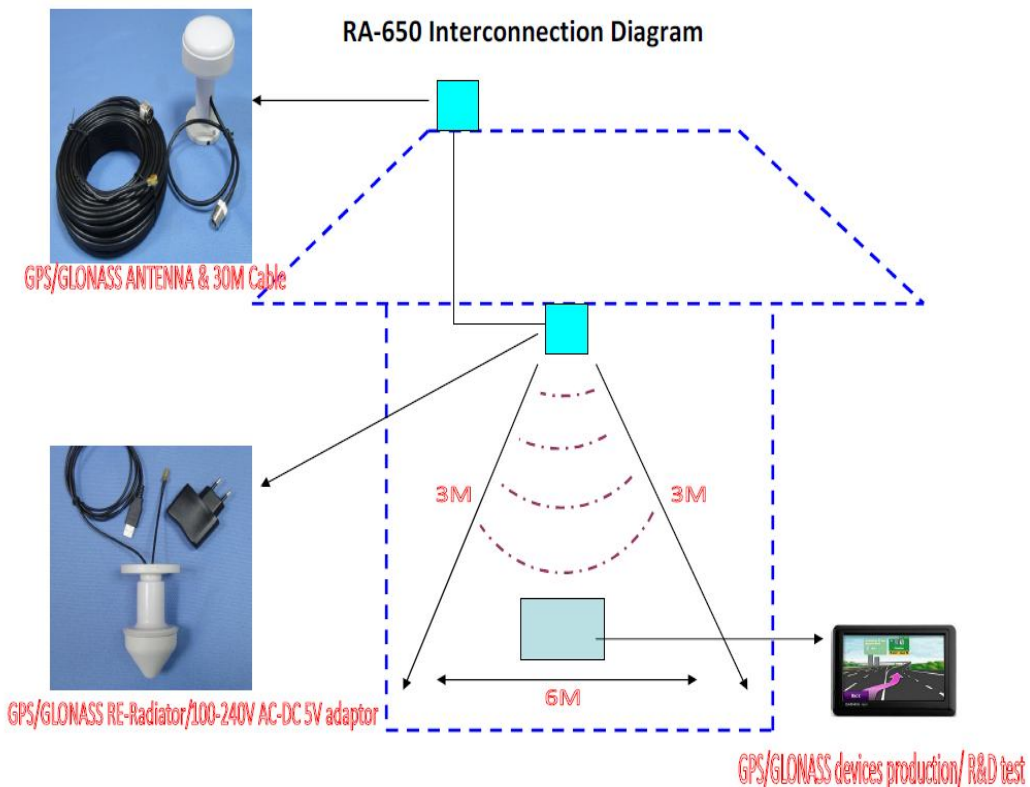 RA-650 Interconnection Diagram
GPS/GLONASS ANTENNA & 30M Cable
3M
3M
6M
GPS/GLONASS RE-Radiator/100-240V AC-DC 5V adaptor
GPS/GLONASS devices production/ R&D test